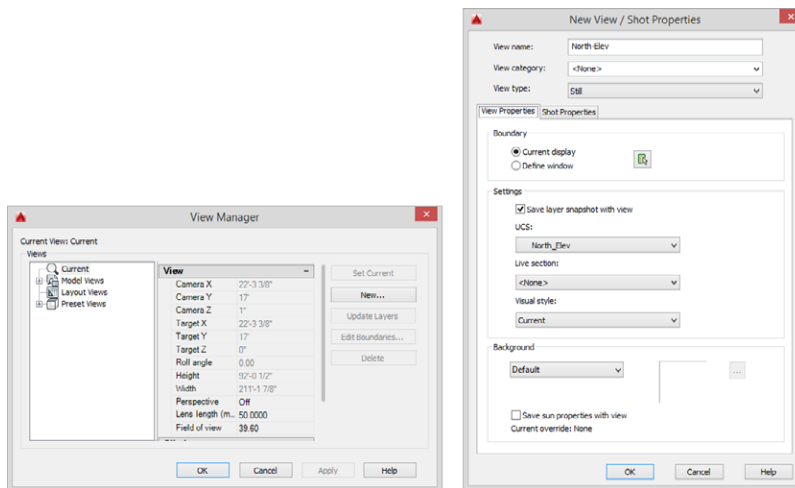 View Manager
Current View: Current
Views
Current
Model Views
Layout Views
Preset Views
View
Camera X 22'-3 3/8"
Camera Y 17'
Camera Z 1"
Target X 22'-3 3/8"
Target Y 17'
Target Z 0"
Roll angle 0.00
Height 92'-0 1/2"
Width 211'-1 7/8"
Perspective Off
Lens length (m... 50.0000
Field of view 39.60
Set Current
New...
Update Layers
Edit Boundaries...
Delete
OK Cancel Apply Help
New View / Shot Properties
View name: North-Elev
View category: <None>
View type: Still
View Properties Shot Properties
Boundary
Current display
Define window
Settings
Save layer snapshot with view
UCS:
North_Elev
Live section:
<None>
Visual style:
Current
Background
Default ...
Save sun properties with view
Current override: None
OK Cancel Help